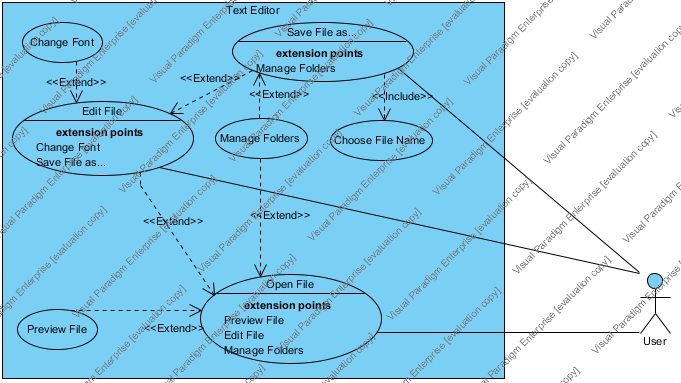 Text Editor
Change Font
Save File as...
extension points
Manage Folders
<<Extend>>
<<Extend>>
<<Extend>>
<<Include>>
Edit File
extension points
Change Font
Save File as...
Manage Folders
Choose File Name
<<Extend>>
<<Extend>>
Open File
extension points
Preview File
Edit File
Manage Folders
Preview File
<<Extend>>
User
Visual Paradigm Enterprise [evaluation copy]